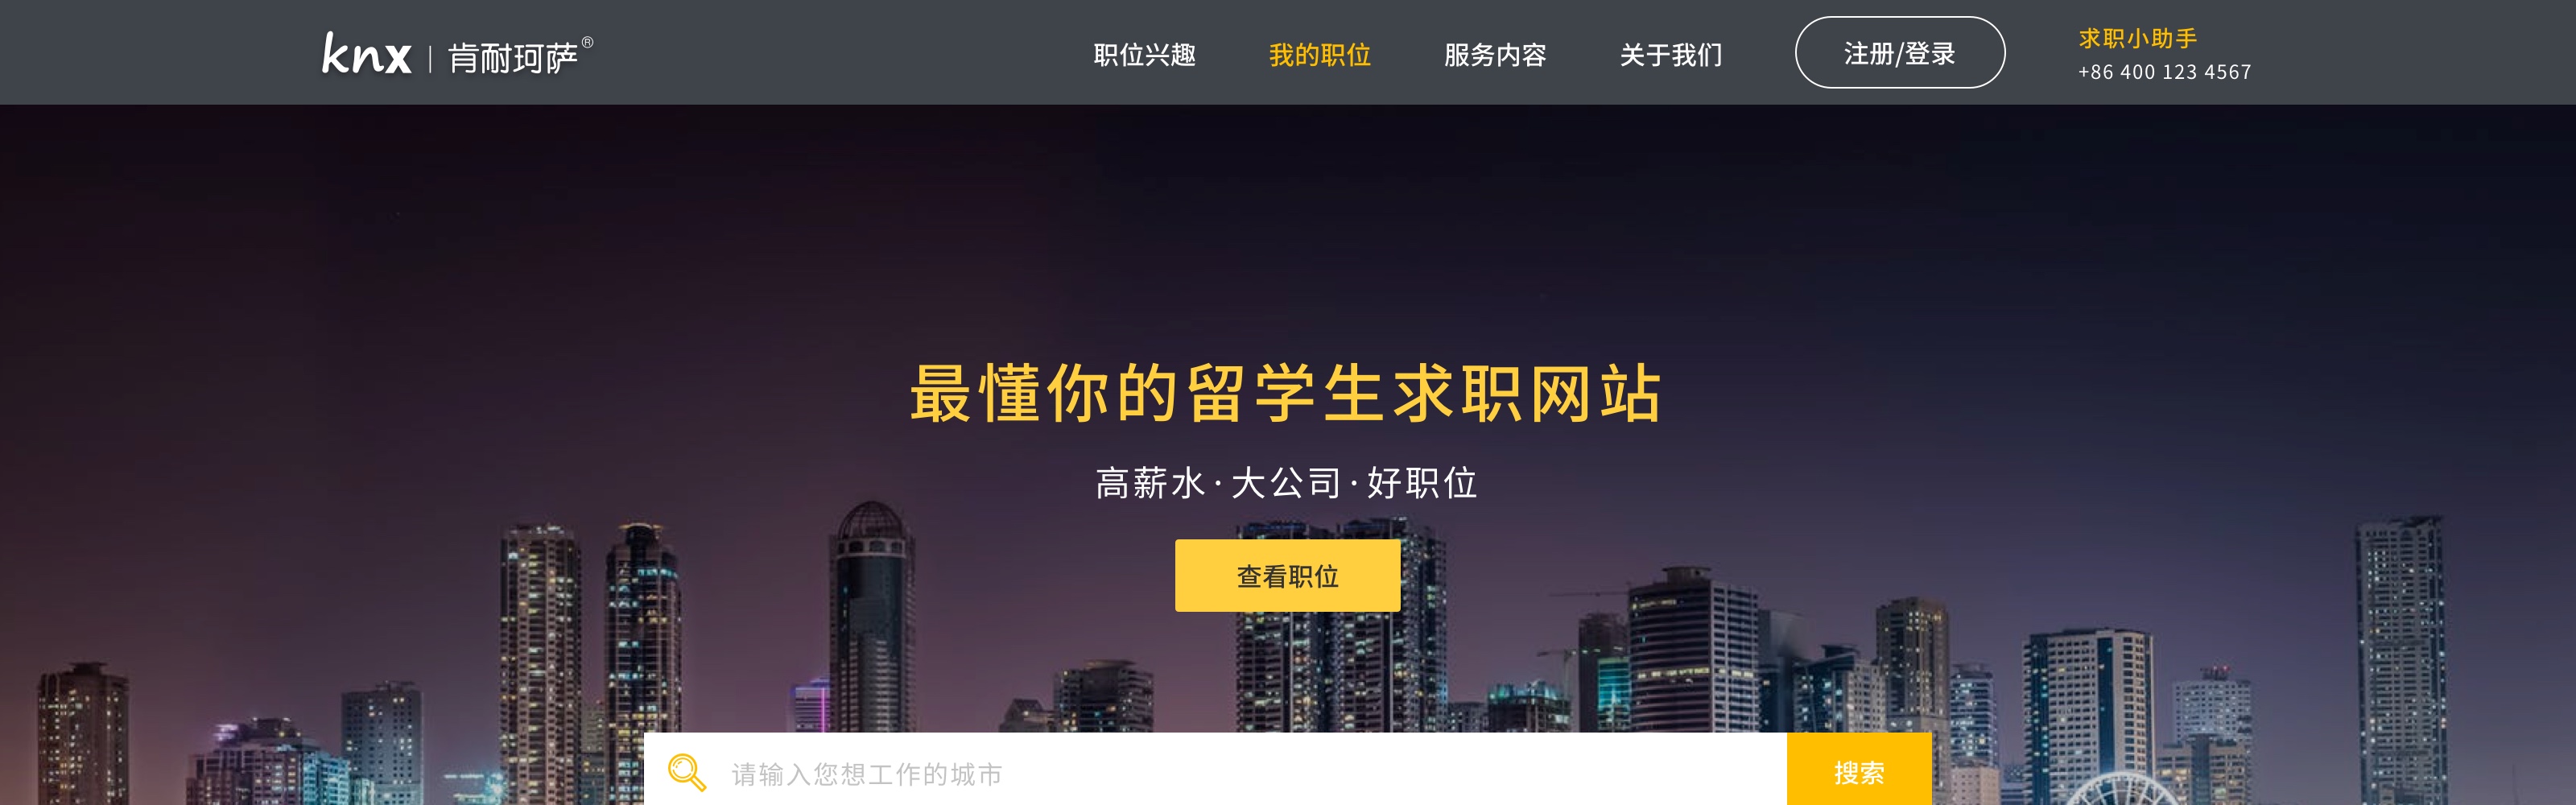 knx | 肯耐珂萨®
职位兴趣 我的职位 服务内容 关于我们 注册/登录 求职小助手
+86 400 123 4567
最懂你的留学生求职网站
高薪水·大公司·好职位
查看职位
请输入您想工作的城市 搜索